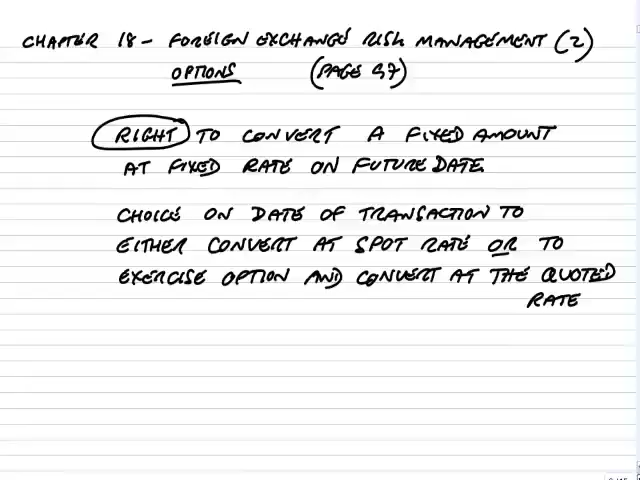 CHAPTER 18 - FOREIGN EXCHANGE RISK MANAGEMENT (2)
OPTIONS (PAGE 97)
RIGHT TO CONVERT A FIXED AMOUNT
AT FIXED RATE ON FUTURE DATE.
CHOICE ON DATE OF TRANSACTION TO
EITHER CONVERT AT SPOT RATE OR TO
EXERCISE OPTION AND CONVERT AT THE QUOTED
RATE